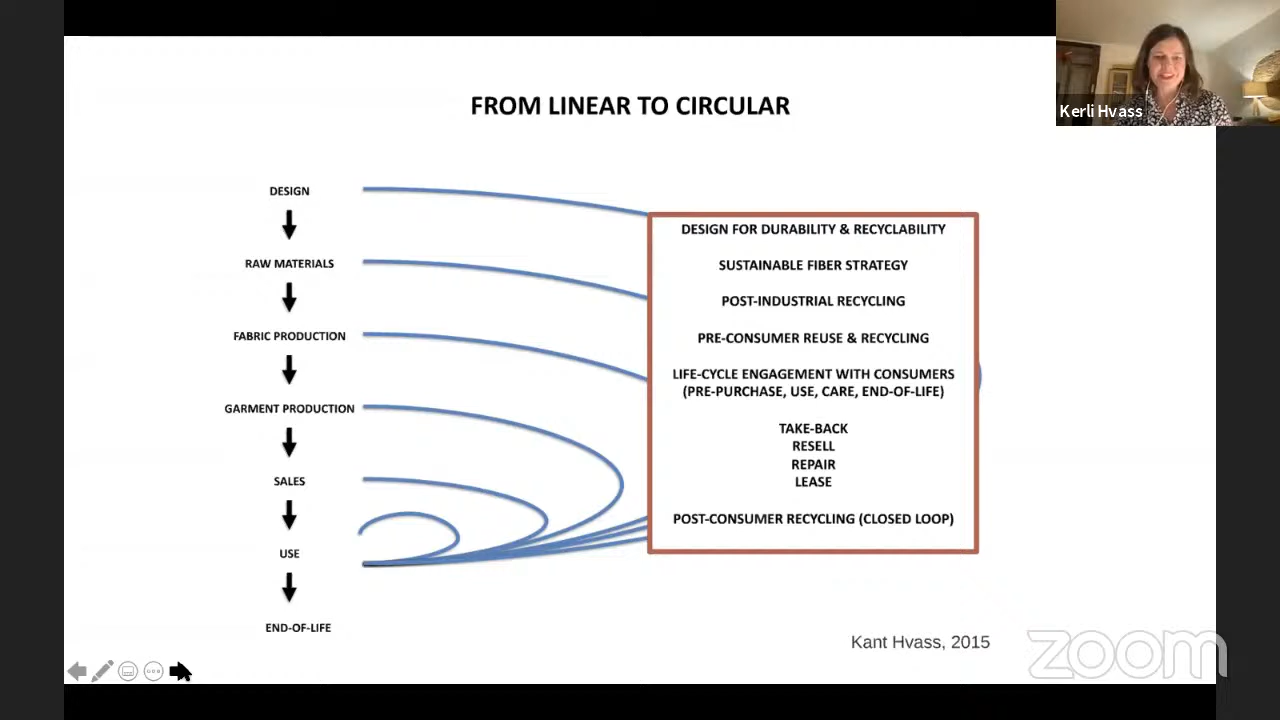 Kerli Hvass
FROM LINEAR TO CIRCULAR
DESIGN
RAW MATERIALS
FABRIC PRODUCTION
GARMENT PRODUCTION
SALES
USE
END-OF-LIFE
DESIGN FOR DURABILITY & RECYCLABILITY
SUSTAINABLE FIBER STRATEGY
POST-INDUSTRIAL RECYCLING
PRE-CONSUMER REUSE & RECYCLING
LIFE-CYCLE ENGAGEMENT WITH CONSUMERS
(PRE-PURCHASE, USE, CARE, END-OF-LIFE)
TAKE-BACK
RESELL
REPAIR
LEASE
POST-CONSUMER RECYCLING (CLOSED LOOP)
Kant Hvass, 2015
zoom